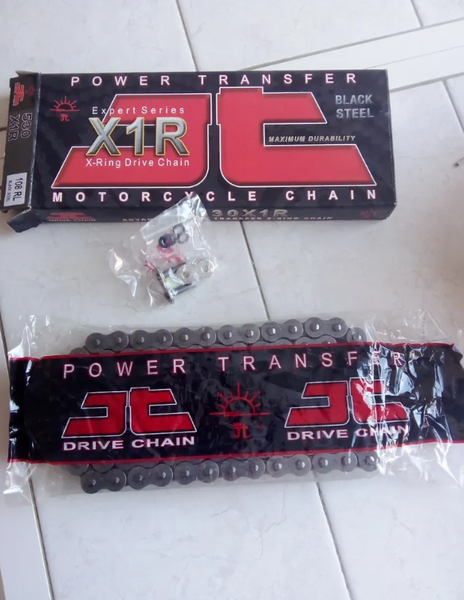 POWER TRANSFER
Expert Series
X1R
X-Ring Drive Chain
Jt
BLACK
STEEL
MAXIMUM DURABILITY
MOTORCYCLE CHAIN
530
X1R
108 RL
30X1R
POWER TRANSFER
Jt
DRIVE CHAIN
Jt
Jt
DRIVE CHAIN